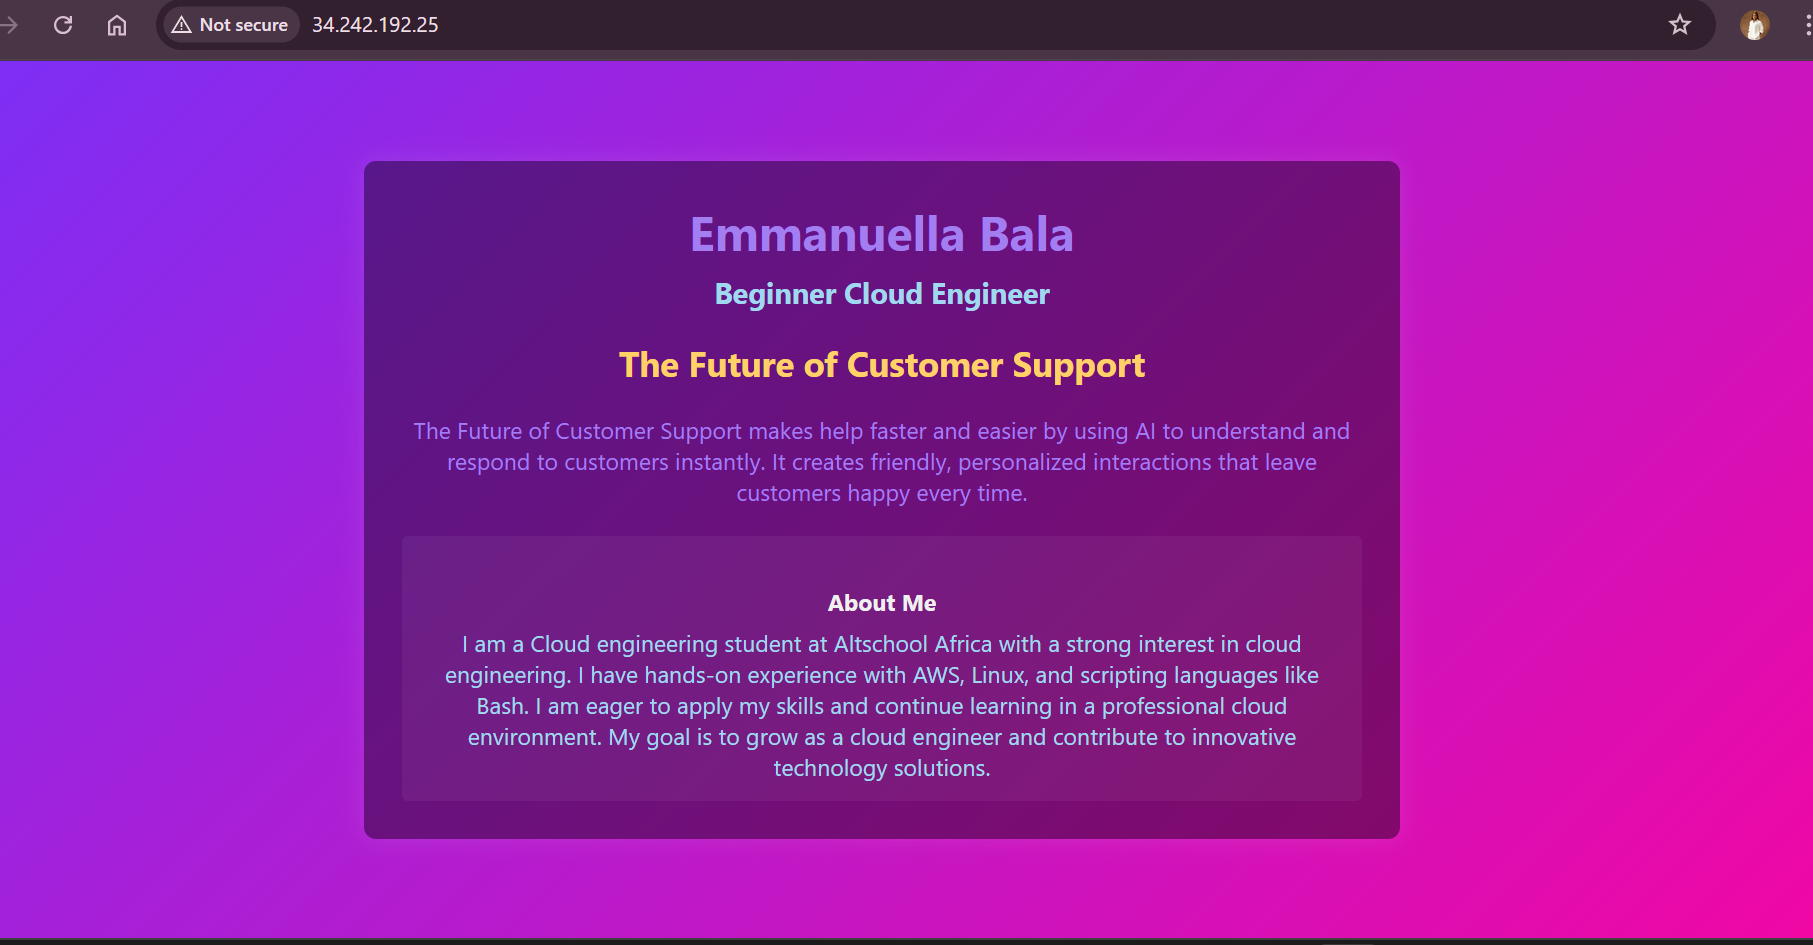 Not secure
34.242.192.25
Emmanuella Bala
Beginner Cloud Engineer
The Future of Customer Support
The Future of Customer Support makes help faster and easier by using AI to understand and
respond to customers instantly. It creates friendly, personalized interactions that leave
customers happy every time.
About Me
I am a Cloud engineering student at Altschool Africa with a strong interest in cloud
engineering. I have hands-on experience with AWS, Linux, and scripting languages like
Bash. I am eager to apply my skills and continue learning in a professional cloud
environment. My goal is to grow as a cloud engineer and contribute to innovative
technology solutions.